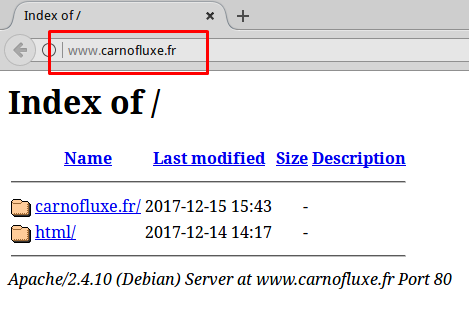 Index of /
www.carnofluxe.fr
Index of /
Name Last modified Size Description
carnofluxe.fr/ 2017-12-15 15:43 -
html/ 2017-12-14 14:17 -
Apache/2.4.10 (Debian) Server at www.carnofluxe.fr Port 80